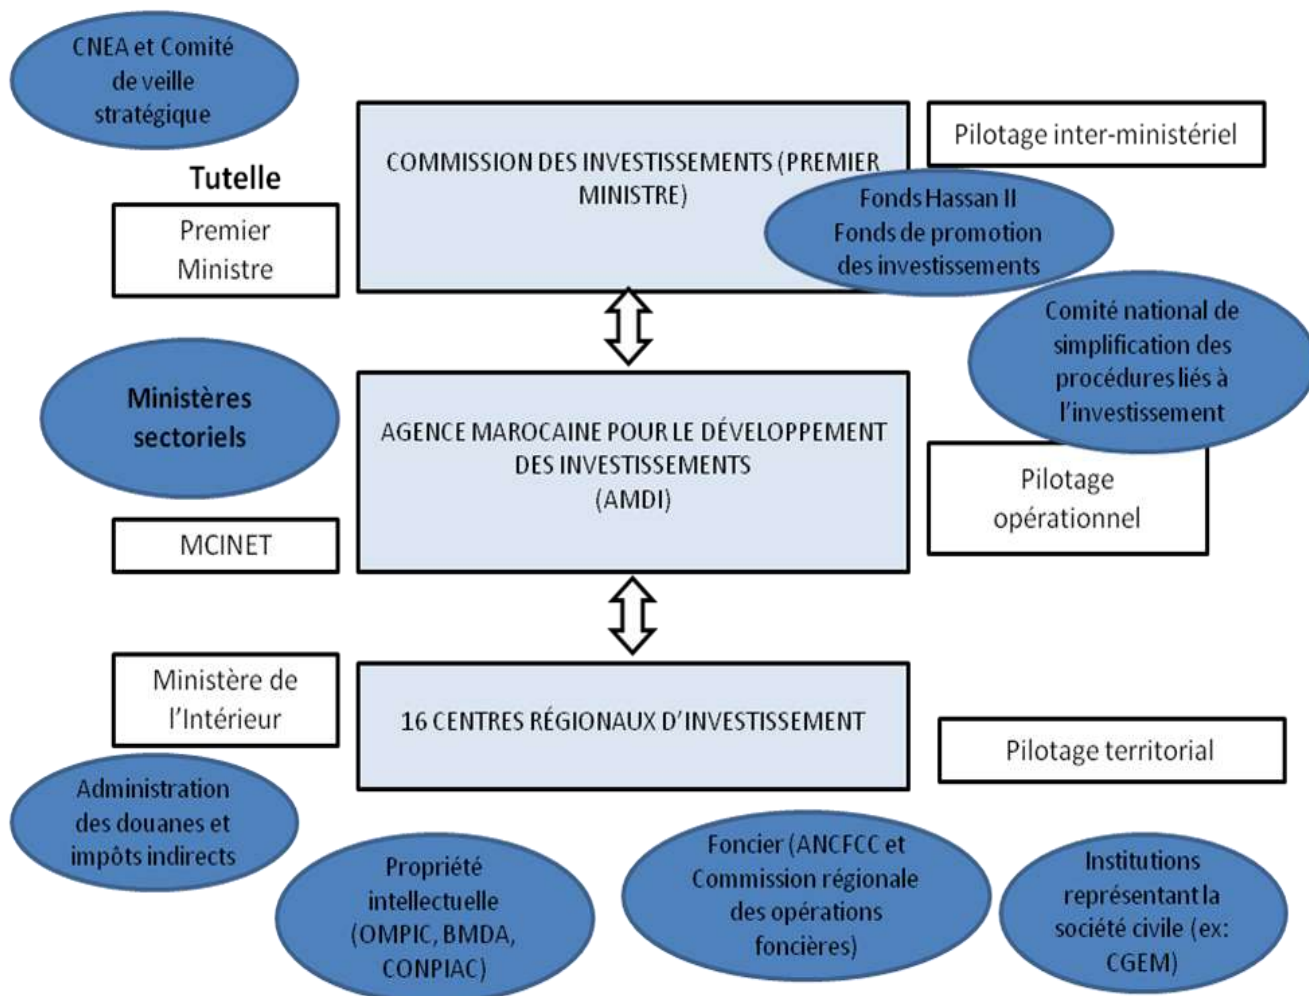 CNEA et Comité
de veille
stratégique
COMMISSION DES INVESTISSEMENTS (PREMIER
MINISTRE)
Pilotage inter-ministériel
Tutelle
Premier
Ministre
Fonds Hassan II
Fonds de promotion
des investissements
Comité national de
simplification des
procédures liés à
l'investissement
Ministères
sectoriels
AGENCE MAROCAINE POUR LE DÉVELOPPEMENT
DES INVESTISSEMENTS
(AMDI)
Pilotage
opérationnel
MCINET
Ministère de
l'Intérieur
16 CENTRES RÉGIONAUX D'INVESTISSEMENT
Pilotage territorial
Administration
des douanes et
impôts indirects
Propriété
intellectuelle
(OMPIC, BMDA,
CONPIAC)
Foncier (ANCFCC et
Commission régionale
des opérations
foncières)
Institutions
représentant la
société civile (ex:
CGEM)